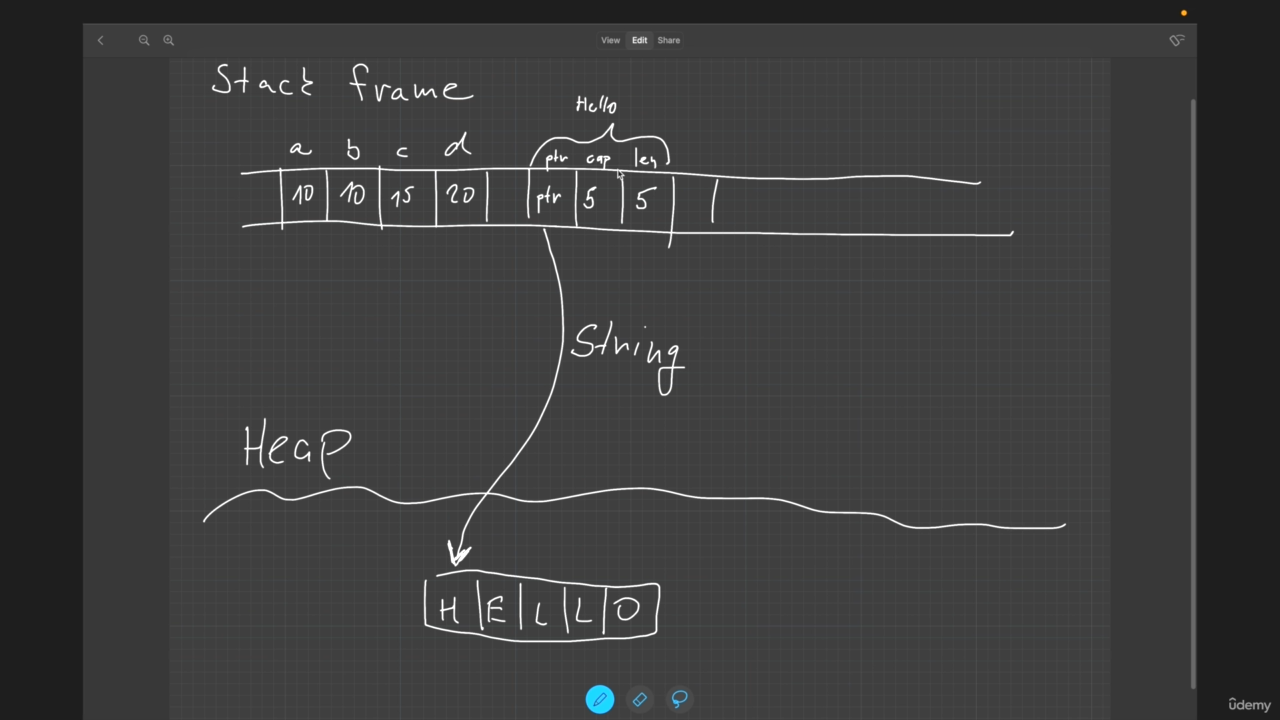 View Edit Share
Stack frame
Hello
a b c d ptr cap len
10 10 15 20 ptr 5 5
String
Heap
H E L L O
ûdemy